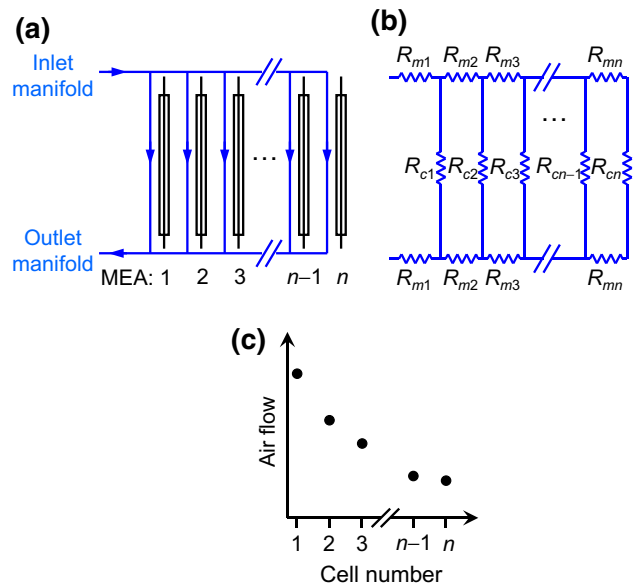 (a)
Inlet manifold
Outlet manifold
MEA: 1 2 3 n–1 n
...
(b)
Rm1 Rm2 Rm3 Rmn
...
Rc1 Rc2 Rc3 Rcn–1 Rcn
Rm1 Rm2 Rm3 Rmn
(c)
Air flow
1 2 3 n–1 n
Cell number